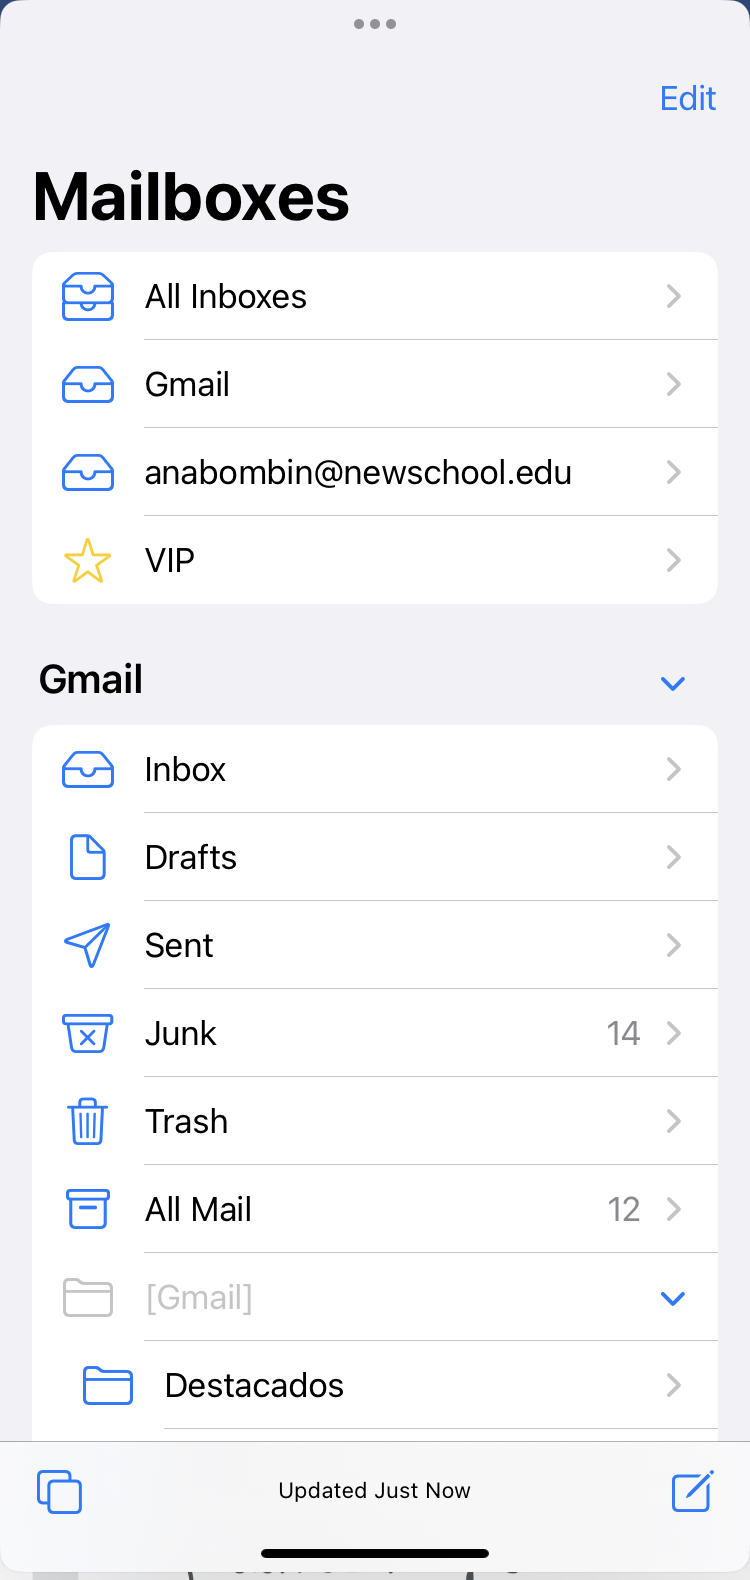 Edit
Mailboxes
All Inboxes
Gmail
anabombin@newschool.edu
VIP
Gmail
Inbox
Drafts
Sent
Junk 14
Trash
All Mail 12
[Gmail]
Destacados
Updated Just Now